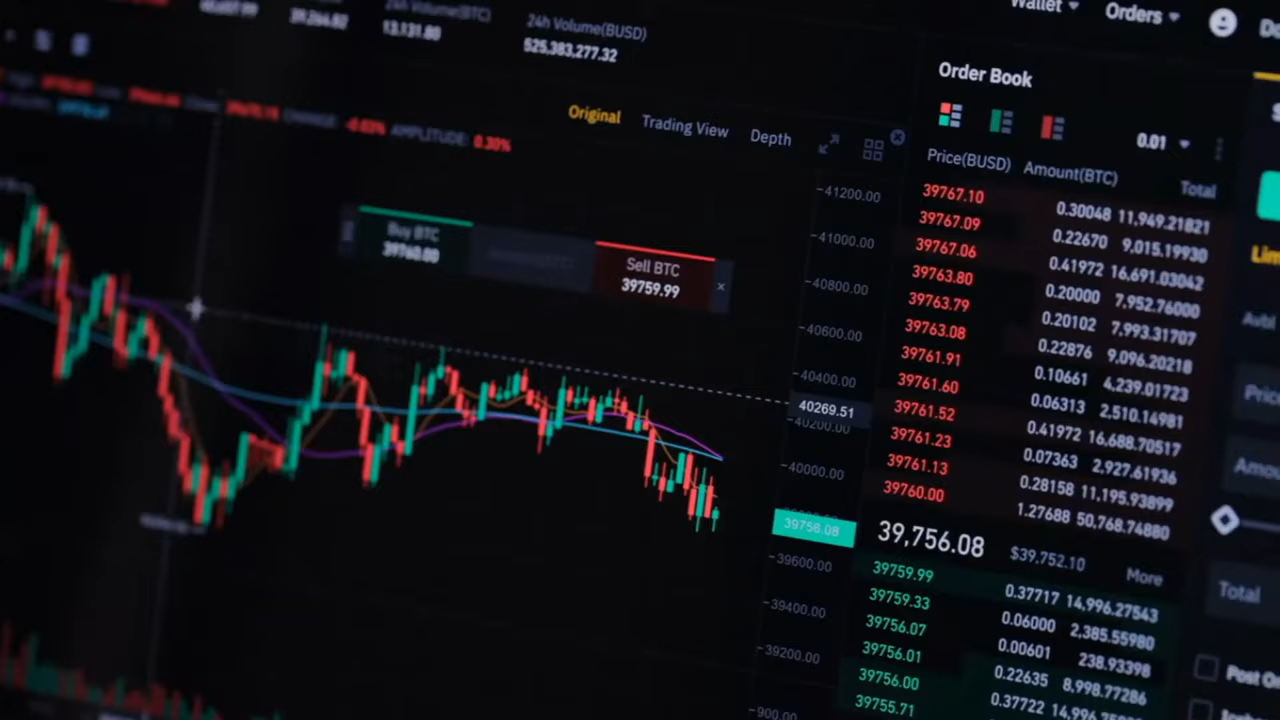 Wallet
Orders
24h Volume(BTC)
13,131.80
24h Volume(BUSD)
525,383,277.32
Order Book
Original
Trading View
Depth
0.01
AMPLITUDE: 0.30%
Price(BUSD) Amount(BTC) Total
Buy BTC
39760.00
Sell BTC
39759.99
41200.00
41000.00
40800.00
40600.00
40400.00
40269.51
40200.00
40000.00
39756.08
39600.00
39400.00
39200.00
39767.10 0.30048 11,949.21821
39767.09 0.22670 9,015.19930
39767.06 0.41972 16,691.03042
39763.80 0.20000 7,952.76000
39763.79 0.20102 7,993.31707
39763.08 0.22876 9,096.20218
39761.91 0.10661 4,239.01723
39761.60 0.06313 2,510.14981
39761.52 0.41972 16,688.70517
39761.23 0.07363 2,927.61936
39761.13 0.28158 11,195.93899
39760.00 1.27688 50,768.74880
39,756.08 $39,752.10 More
39759.99 0.37717 14,996.27543
39759.33 0.06000 2,385.55980
39756.07 0.00601 238.93398
39756.01 0.22635 8,998.77286
39756.00 0.37722
39755.71
Total